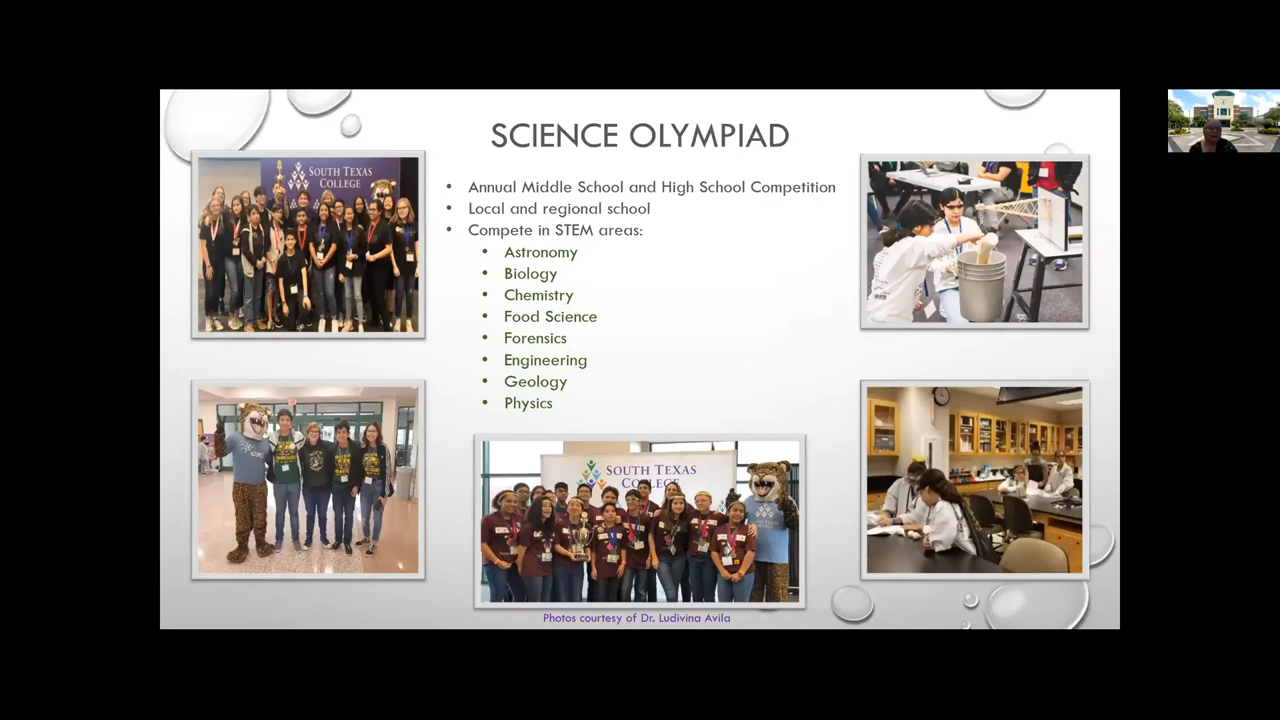 SCIENCE OLYMPIAD
• Annual Middle School and High School Competition
• Local and regional school
• Compete in STEM areas:
• Astronomy
• Biology
• Chemistry
• Food Science
• Forensics
• Engineering
• Geology
• Physics
SOUTH TEXAS
COLLEGE
SOUTH TEXAS
COLLEGE
Photos courtesy of Dr. Ludivina Avila